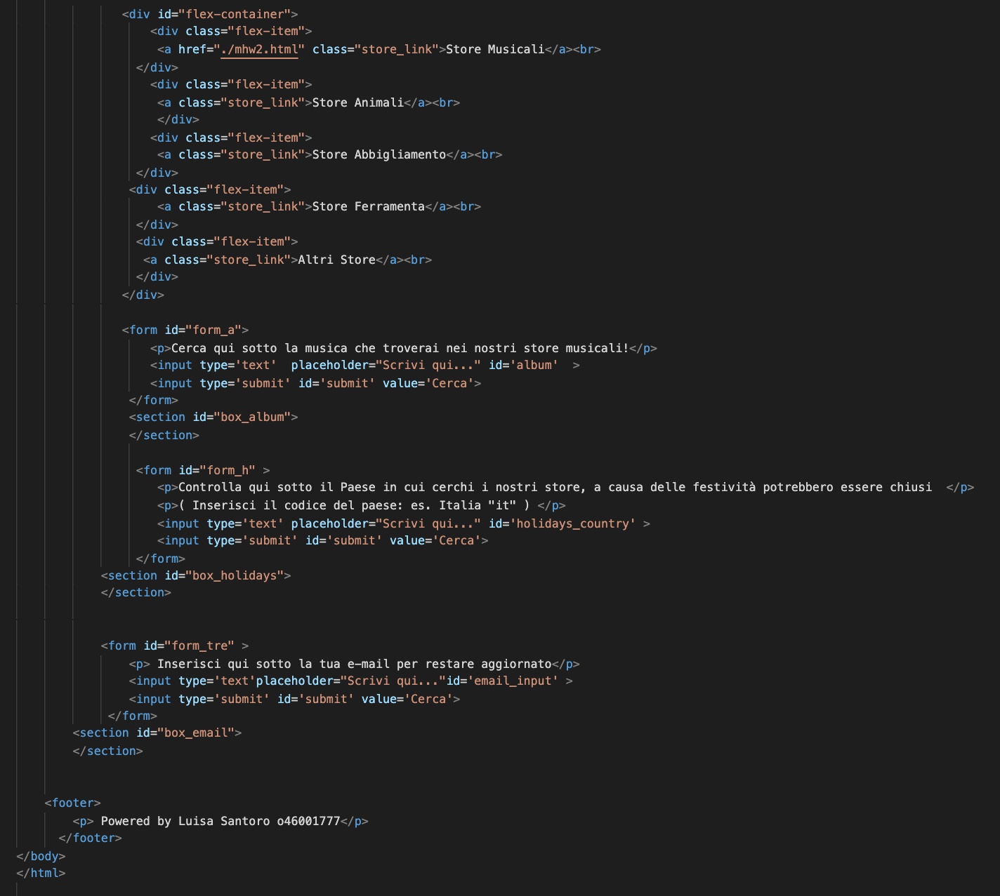 <div id="flex-container">
<div class="flex-item">
<a href="./mhw2.html" class="store_link">Store Musicali</a><br>
</div>
<div class="flex-item">
<a class="store_link">Store Animali</a><br>
</div>
<div class="flex-item">
<a class="store_link">Store Abbigliamento</a><br>
</div>
<div class="flex-item">
<a class="store_link">Store Ferramenta</a><br>
</div>
<div class="flex-item">
<a class="store_link">Altri Store</a><br>
</div>
</div>
<form id="form_a">
<p>Cerca qui sotto la musica che troverai nei nostri store musicali!</p>
<input type='text'  placeholder="Scrivi qui..." id='album'  >
<input type='submit' id='submit' value='Cerca'>
</form>
<section id="box_album">
</section>
<form id="form_h" >
<p>Controlla qui sotto il Paese in cui cerchi i nostri store, a causa delle festività potrebbero essere chiusi  </p>
<p>( Inserisci il codice del paese: es. Italia "it" ) </p>
<input type='text' placeholder="Scrivi qui..." id='holidays_country' >
<input type='submit' id='submit' value='Cerca'>
</form>
<section id="box_holidays">
</section>
<form id="form_tre" >
<p> Inserisci qui sotto la tua e-mail per restare aggiornato</p>
<input type='text'placeholder="Scrivi qui..."id='email_input' >
<input type='submit' id='submit' value='Cerca'>
</form>
<section id="box_email">
</section>
<footer>
<p> Powered by Luisa Santoro o46001777</p>
</footer>
</body>
</html>